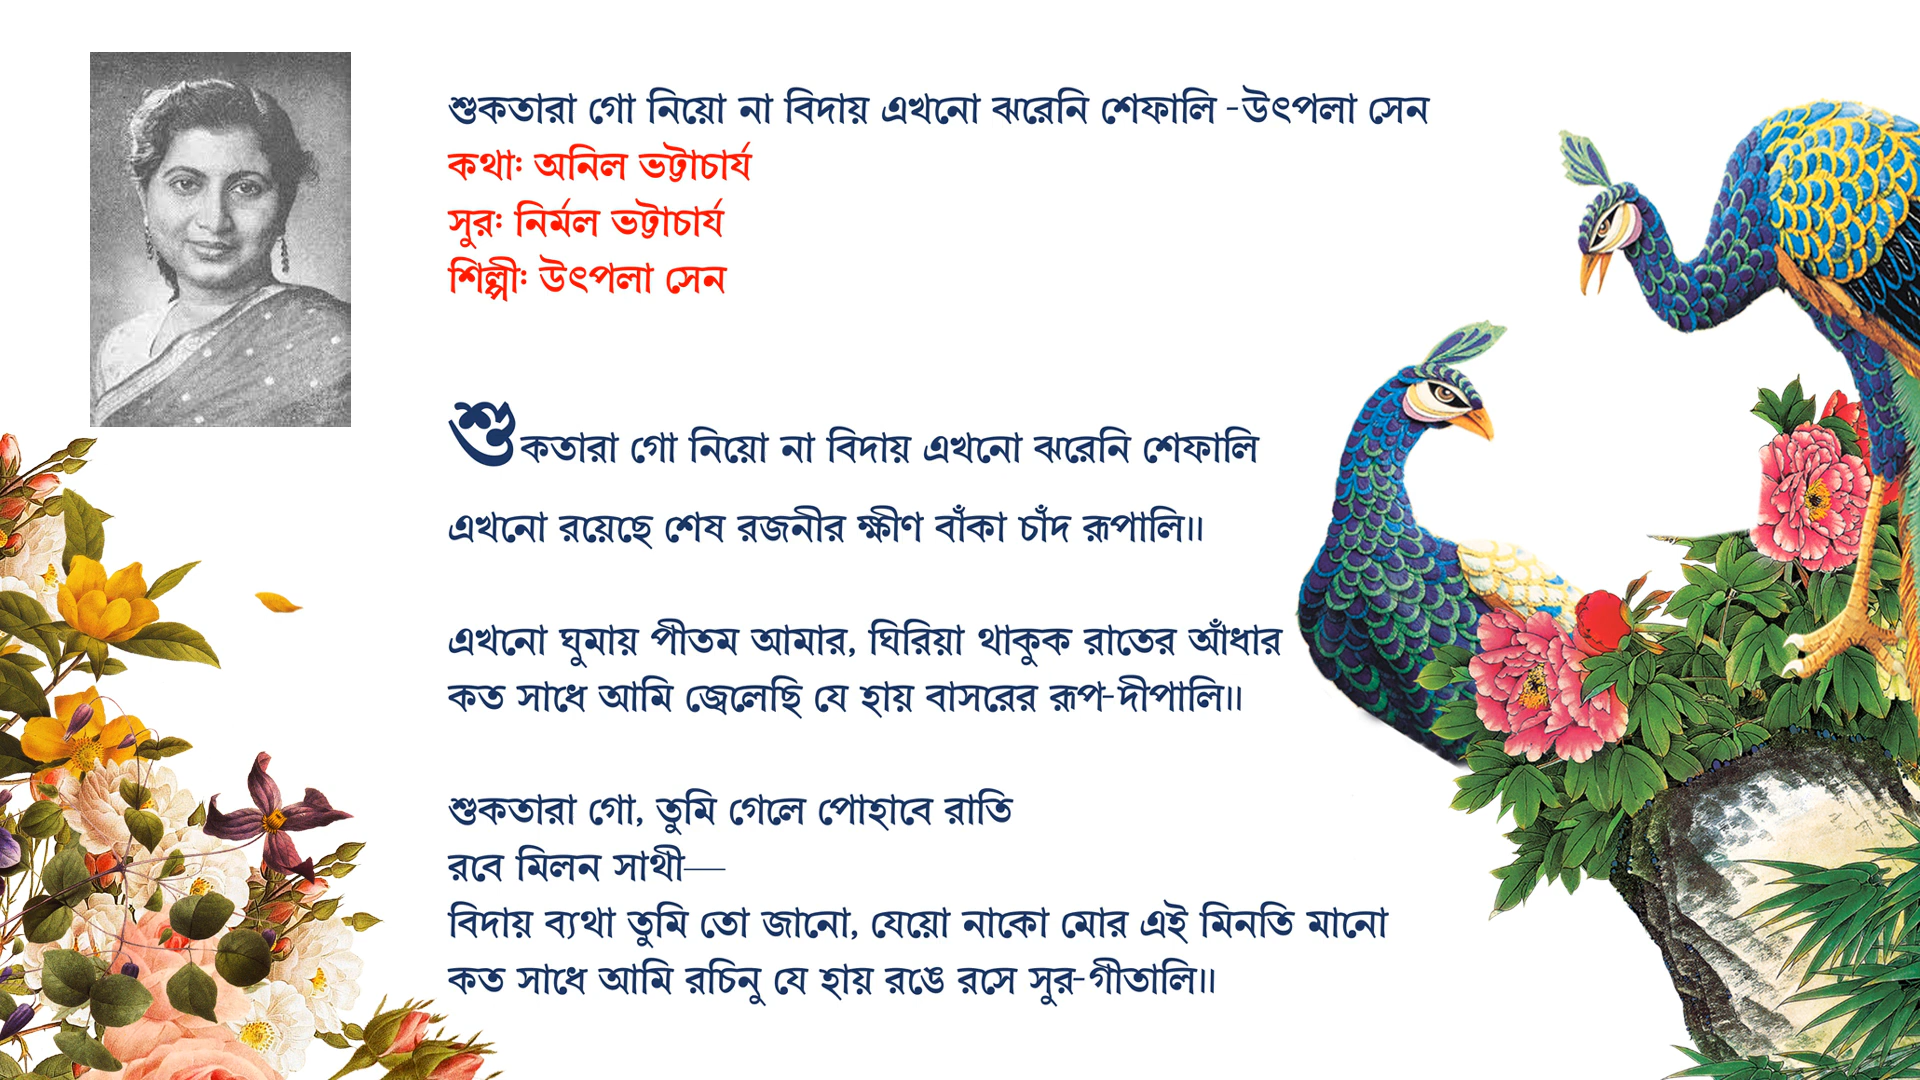 শুকতারা গো নিয়ো না বিদায় এখনো ঝরেনি শেফালি -উৎপলা সেন
কথাঃ অনিল ভট্টাচার্য
সুরঃ নির্মল ভট্টাচার্য
শিল্পীঃ উৎপলা সেন
শুকতারা গো নিয়ো না বিদায় এখনো ঝরেনি শেফালি
এখনো রয়েছে শেষ রজনীর ক্ষীণ বাঁকা চাঁদ রূপালি॥
এখনো ঘুমায় পীতম আমার, ঘিরিয়া থাকুক রাতের আঁধার
কত সাধে আমি জ্বেলেছি যে হায় বাসরের রূপ-দীপালি॥
শুকতারা গো, তুমি গেলে পোহাবে রাতি
রবে মিলন সাথী—
বিদায় ব্যথা তুমি তো জানো, যেয়ো নাকো মোর এই মিনতি মানো
কত সাধে আমি রচিনু যে হায় রঙে রসে সুর-গীতালি॥